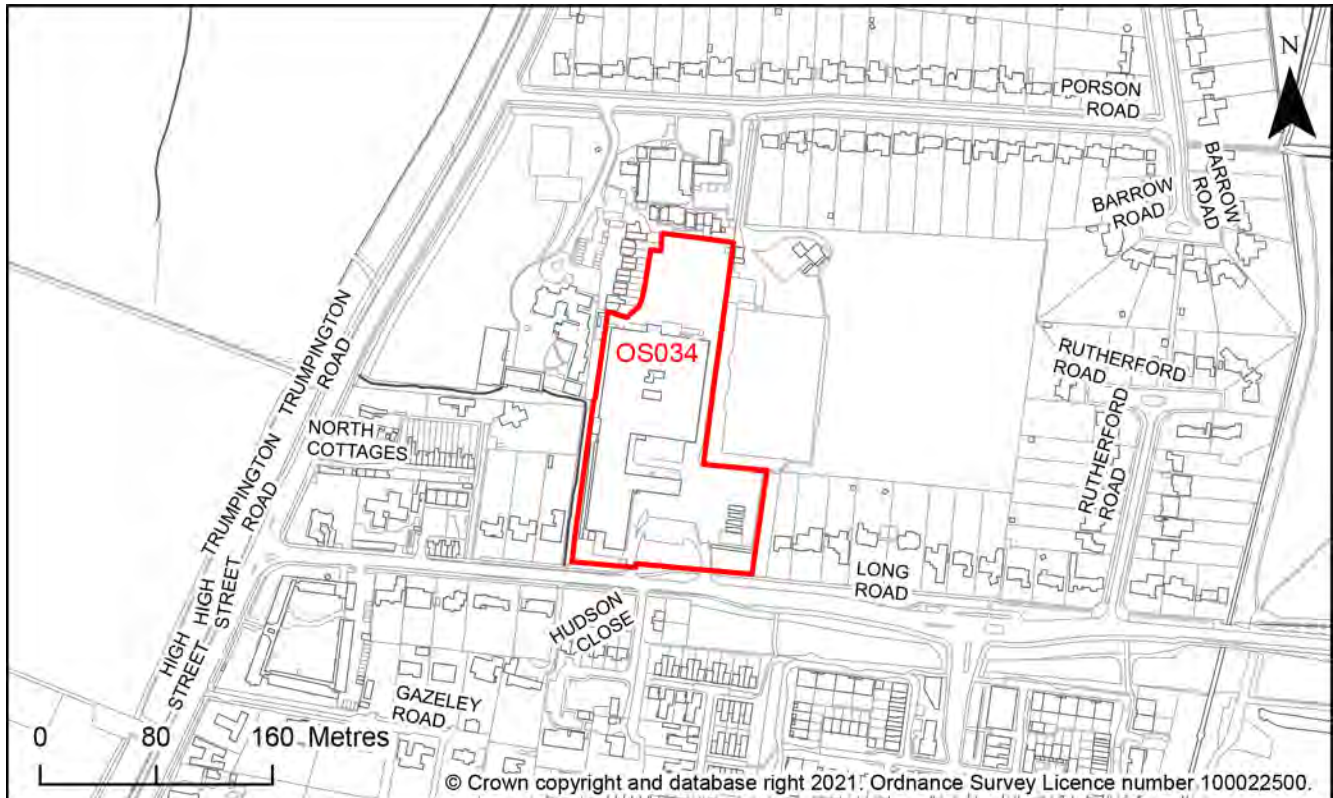 N
PORSON
ROAD
BARROW
ROAD
BARROW
ROAD
TRUMPINGTON
ROAD
OS034
RUTHERFORD
ROAD
RUTHERFORD
ROAD
NORTH
COTTAGES
HIGH
STREET
HIGH
STREET
TRUMPINGTON
ROAD
LONG
ROAD
HUDSON
CLOSE
GAZELEY
ROAD
0 80 160 Metres
© Crown copyright and database right 2021. Ordnance Survey Licence number 100022500.